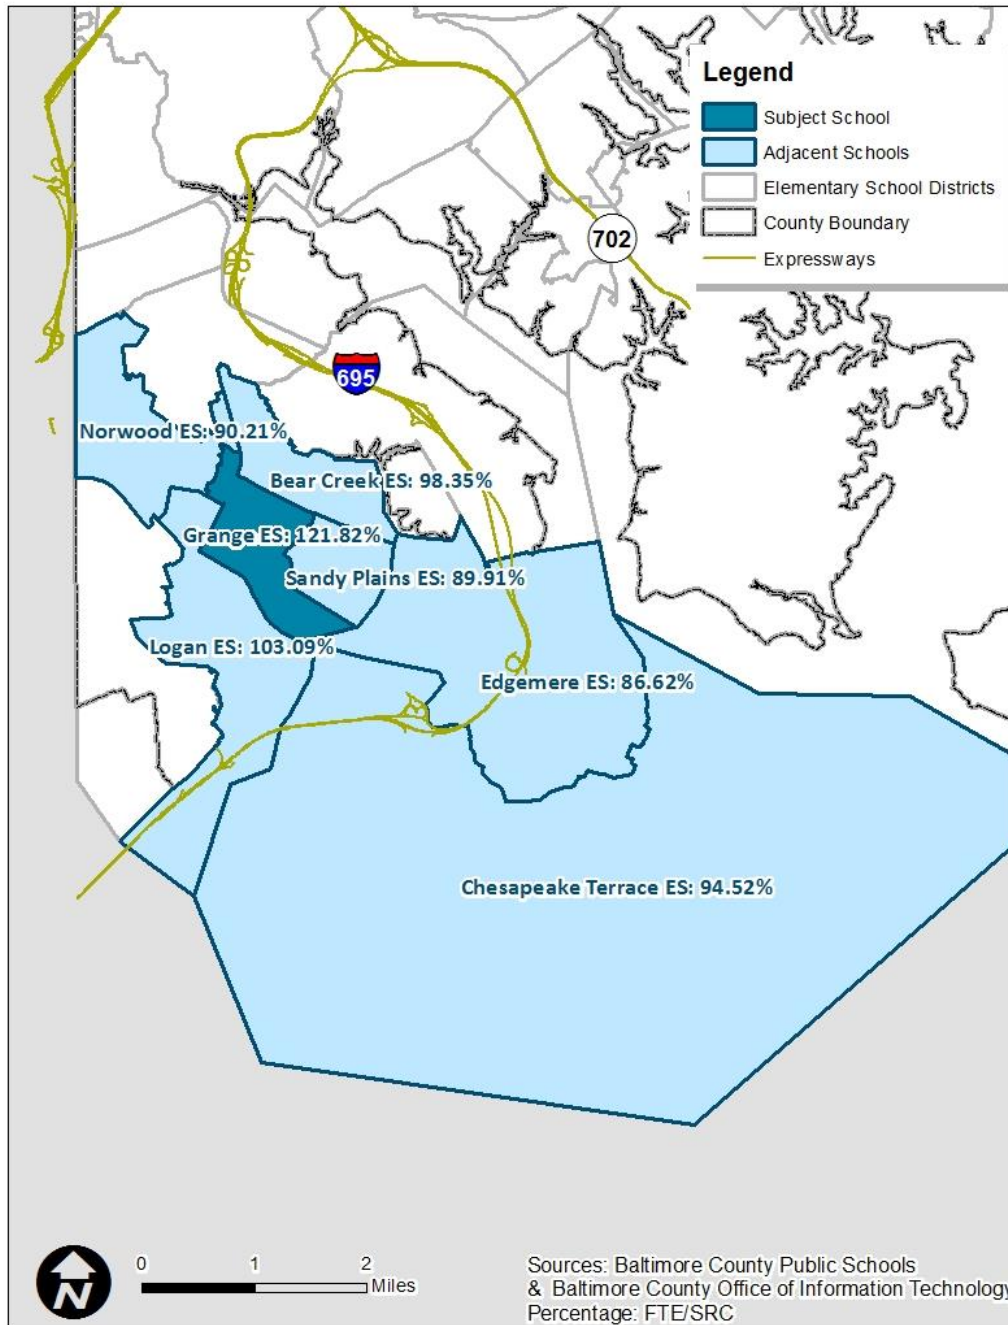 Legend
Subject School
Adjacent Schools
Elementary School Districts
County Boundary
Expressways
702
695
Norwood ES: 90.21%
Bear Creek ES: 98.35%
Grange ES: 121.82%
Sandy Plains ES: 89.91%
Logan ES: 103.09%
Edgemere ES: 86.62%
Chesapeake Terrace ES: 94.52%
N
0 1 2
Miles
Sources: Baltimore County Public Schools
& Baltimore County Office of Information Technology
Percentage: FTE/SRC